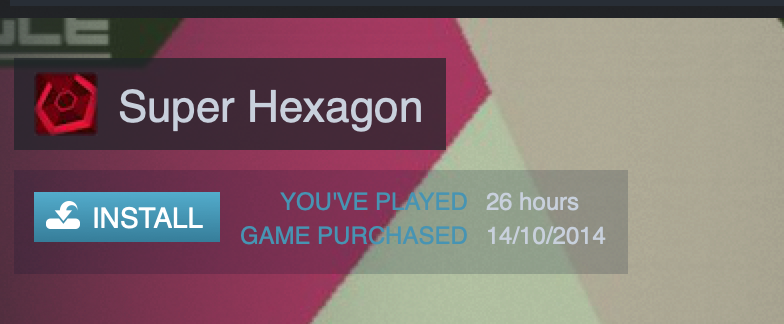 Super Hexagon
INSTALL
YOU'VE PLAYED 26 hours
GAME PURCHASED 14/10/2014